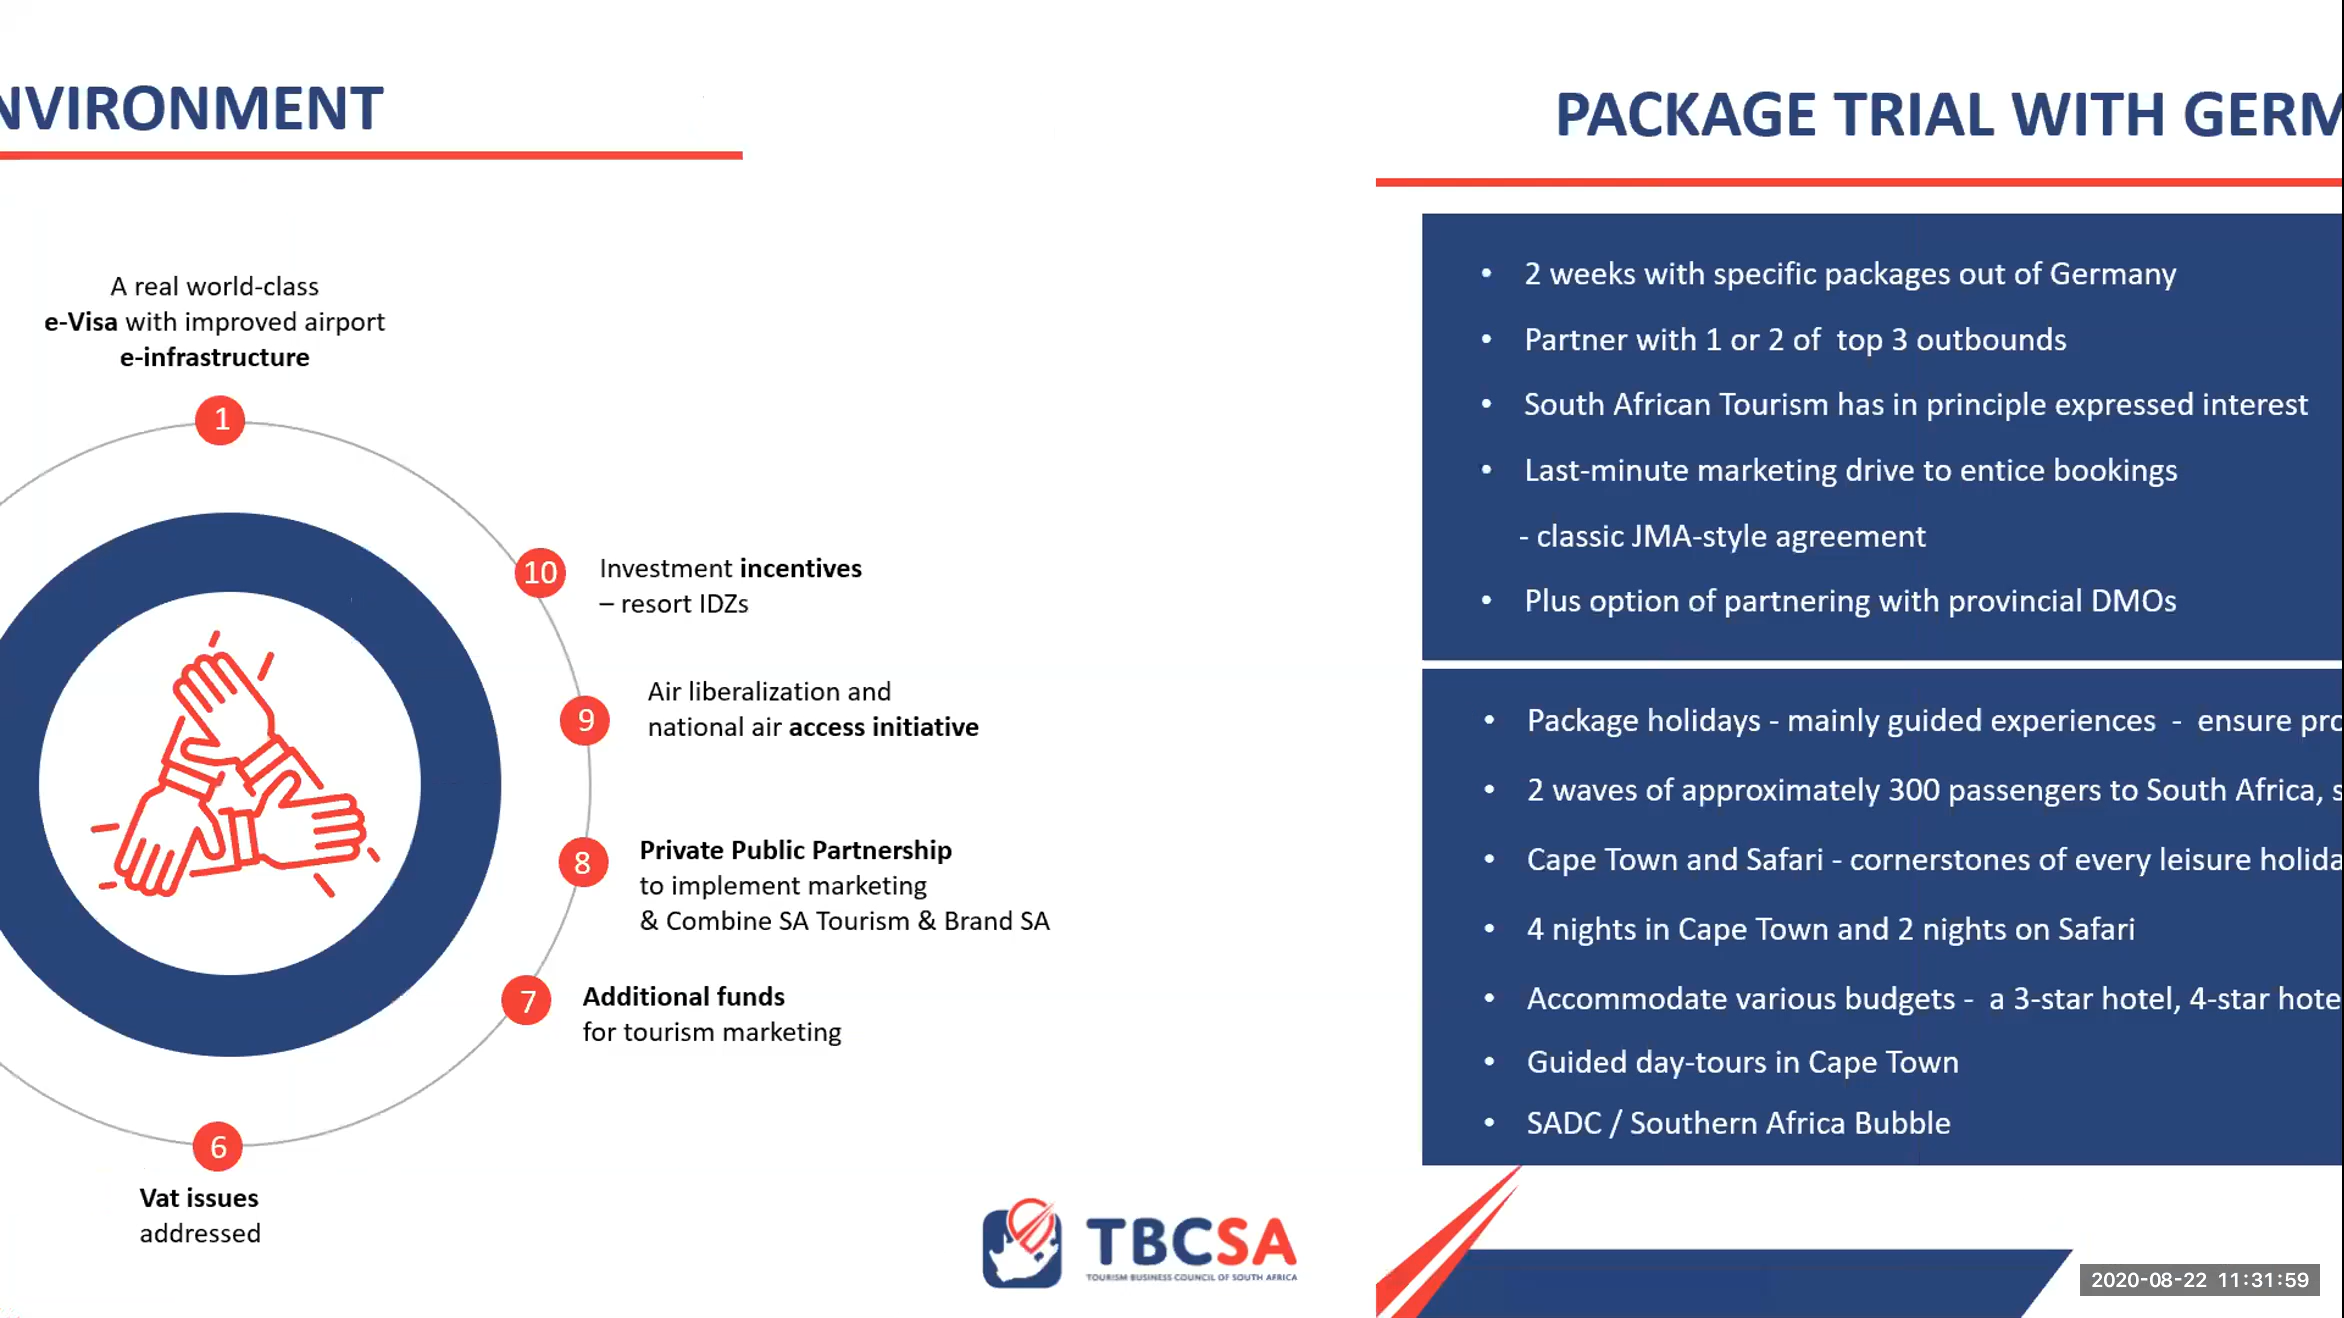 NVIRONMENT
A real world-class
e-Visa with improved airport
e-infrastructure
1
10
Investment incentives
– resort IDZs
9
Air liberalization and
national air access initiative
8
Private Public Partnership
to implement marketing
& Combine SA Tourism & Brand SA
7
Additional funds
for tourism marketing
6
Vat issues
addressed
TBCSA
TOURISM BUSINESS COUNCIL OF SOUTH AFRICA
PACKAGE TRIAL WITH GERM
• 2 weeks with specific packages out of Germany
• Partner with 1 or 2 of top 3 outbounds
• South African Tourism has in principle expressed interest
• Last-minute marketing drive to entice bookings
- classic JMA-style agreement
• Plus option of partnering with provincial DMOs
• Package holidays - mainly guided experiences - ensure pro
• 2 waves of approximately 300 passengers to South Africa, s
• Cape Town and Safari - cornerstones of every leisure holida
• 4 nights in Cape Town and 2 nights on Safari
• Accommodate various budgets - a 3-star hotel, 4-star hote
• Guided day-tours in Cape Town
• SADC / Southern Africa Bubble
2020-08-22 11:31:59